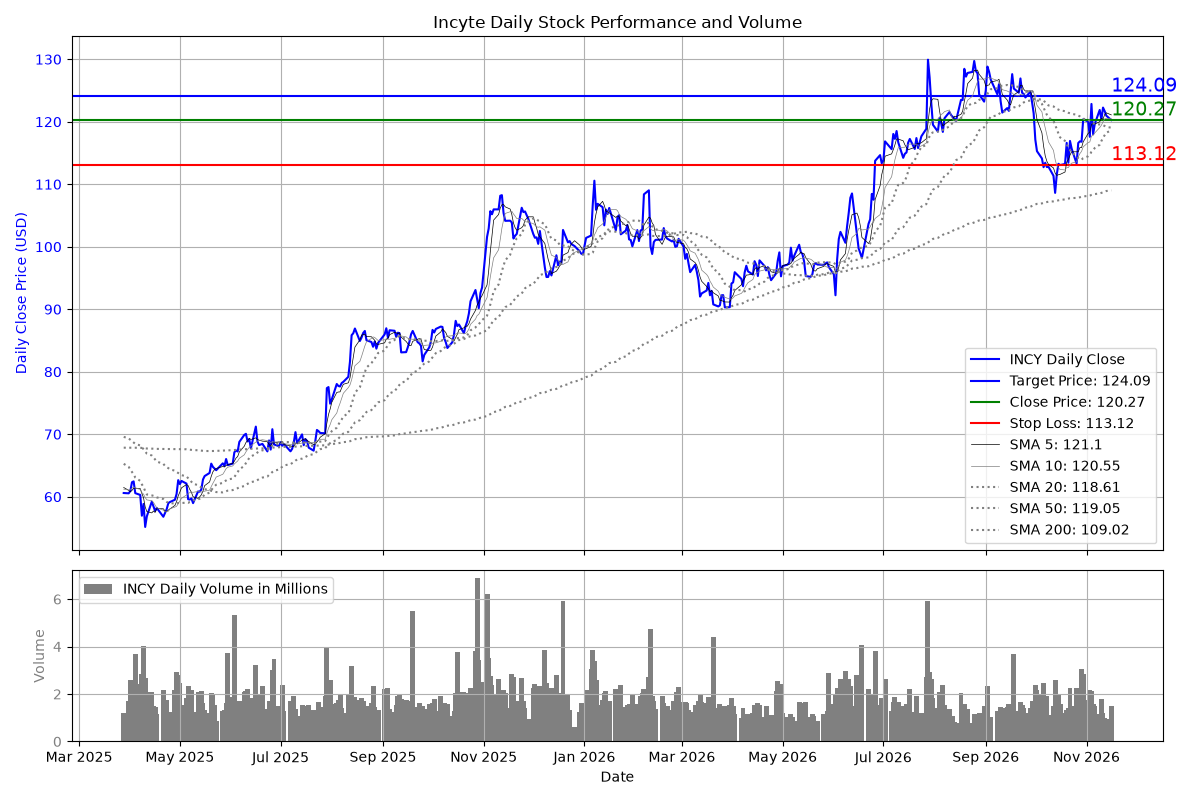 Incyte Daily Stock Performance and Volume
Daily Close Price (USD)
130
120
110
100
90
80
70
60
124.09
120.27
113.12
INCY Daily Close
Target Price: 124.09
Close Price: 120.27
Stop Loss: 113.12
SMA 5: 121.1
SMA 10: 120.55
SMA 20: 118.61
SMA 50: 119.05
SMA 200: 109.02
INCY Daily Volume in Millions
Volume
6
4
2
0
Mar 2025 May 2025 Jul 2025 Sep 2025 Nov 2025 Jan 2026 Mar 2026 May 2026 Jul 2026 Sep 2026 Nov 2026
Date